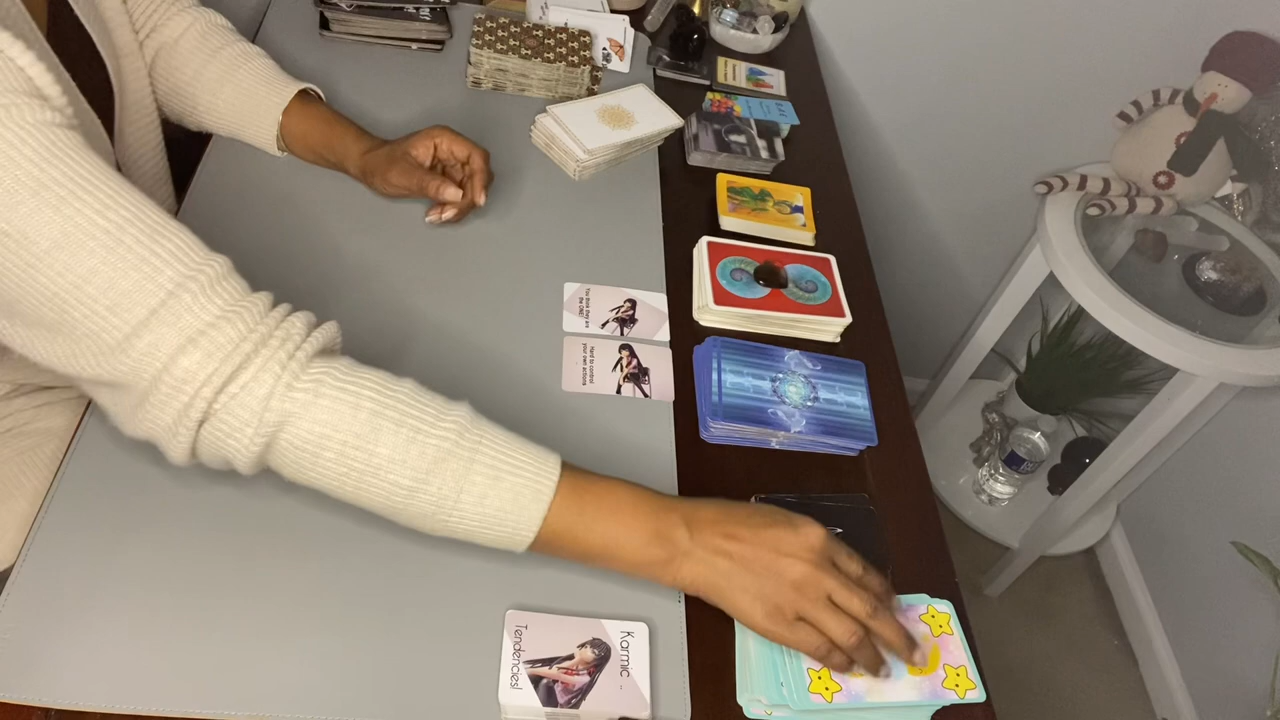 You think they are
the ONE!
Hard to control
your own actions
Karmic ..
Tendencies!